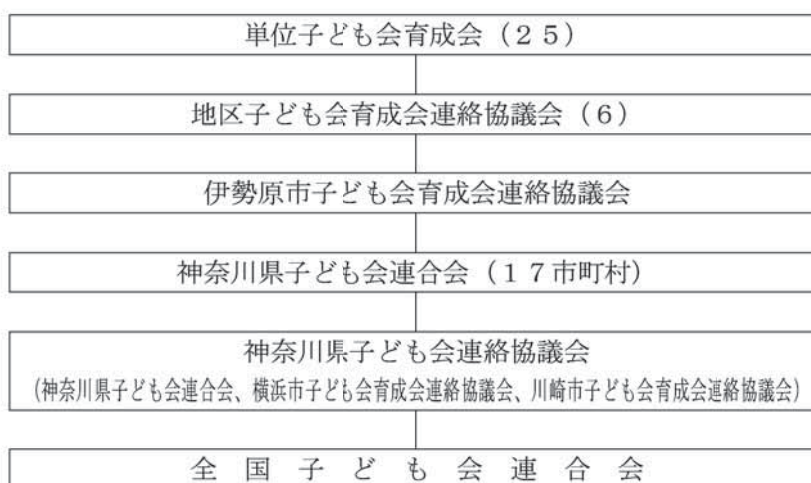 単位子ども会育成会（２５）
地区子ども会育成会連絡協議会（６）
伊勢原市子ども会育成会連絡協議会
神奈川県子ども会連合会（１７市町村）
神奈川県子ども会連絡協議会
（神奈川県子ども会連合会、横浜市子ども会育成会連絡協議会、川崎市子ども会育成会連絡協議会）
全国子ども会連合会